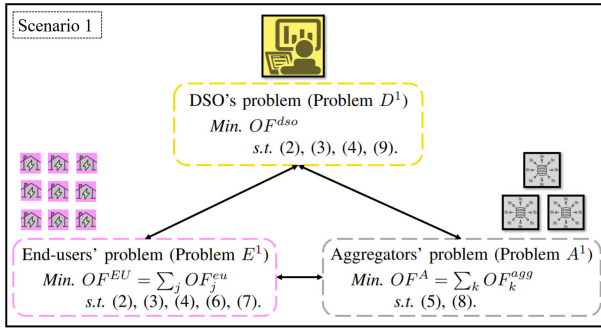 Scenario 1
DSO's problem (Problem D¹)
Min. OF^{dso}
s.t. (2), (3), (4), (9).
End-users' problem (Problem E¹)
Min. OF^{EU} = ∑_j OF_j^{eu}
s.t. (2), (3), (4), (6), (7).
Aggregators' problem (Problem A¹)
Min. OF^A = ∑_k OF_k^{agg}
s.t. (5), (8).